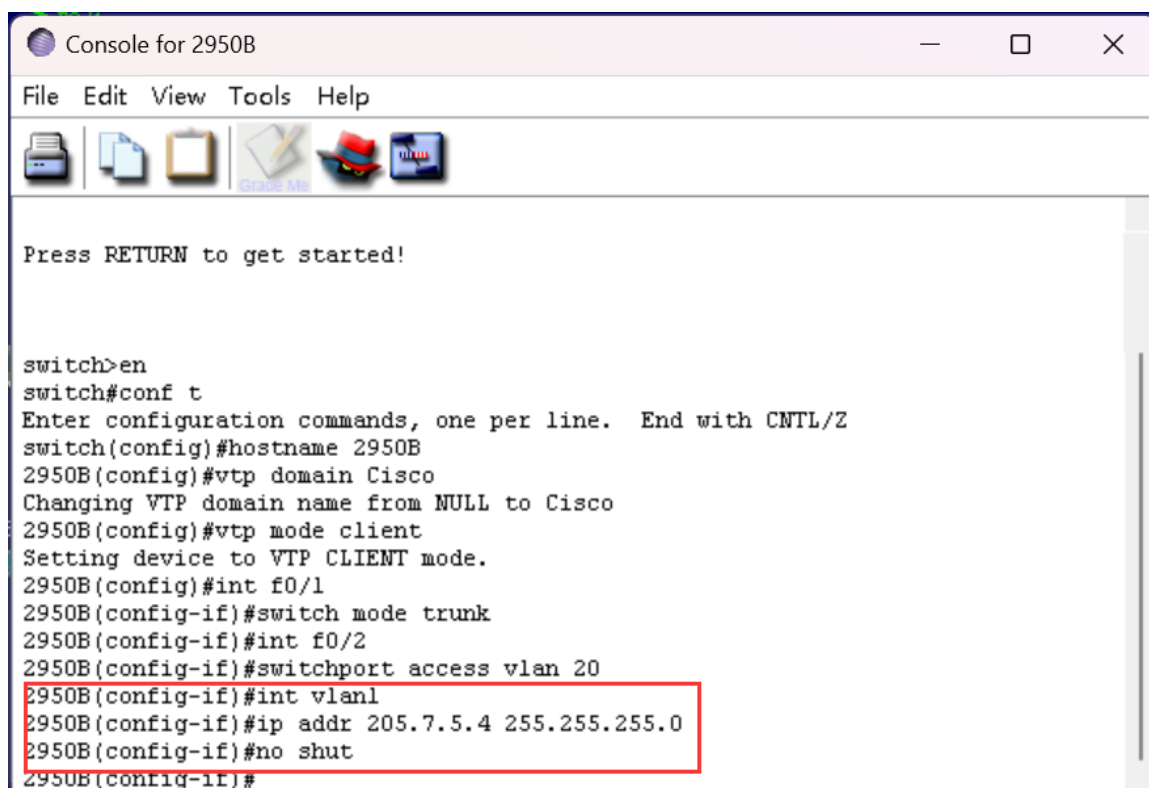 Console for 2950B
File Edit View Tools Help
Grade Me
Press RETURN to get started!
switch>en
switch#conf t
Enter configuration commands, one per line.  End with CNTL/Z
switch(config)#hostname 2950B
2950B(config)#vtp domain Cisco
Changing VTP domain name from NULL to Cisco
2950B(config)#vtp mode client
Setting device to VTP CLIENT mode.
2950B(config)#int f0/1
2950B(config-if)#switch mode trunk
2950B(config-if)#int f0/2
2950B(config-if)#switchport access vlan 20
2950B(config-if)#int vlan1
2950B(config-if)#ip addr 205.7.5.4 255.255.255.0
2950B(config-if)#no shut
2950B(config-if)#